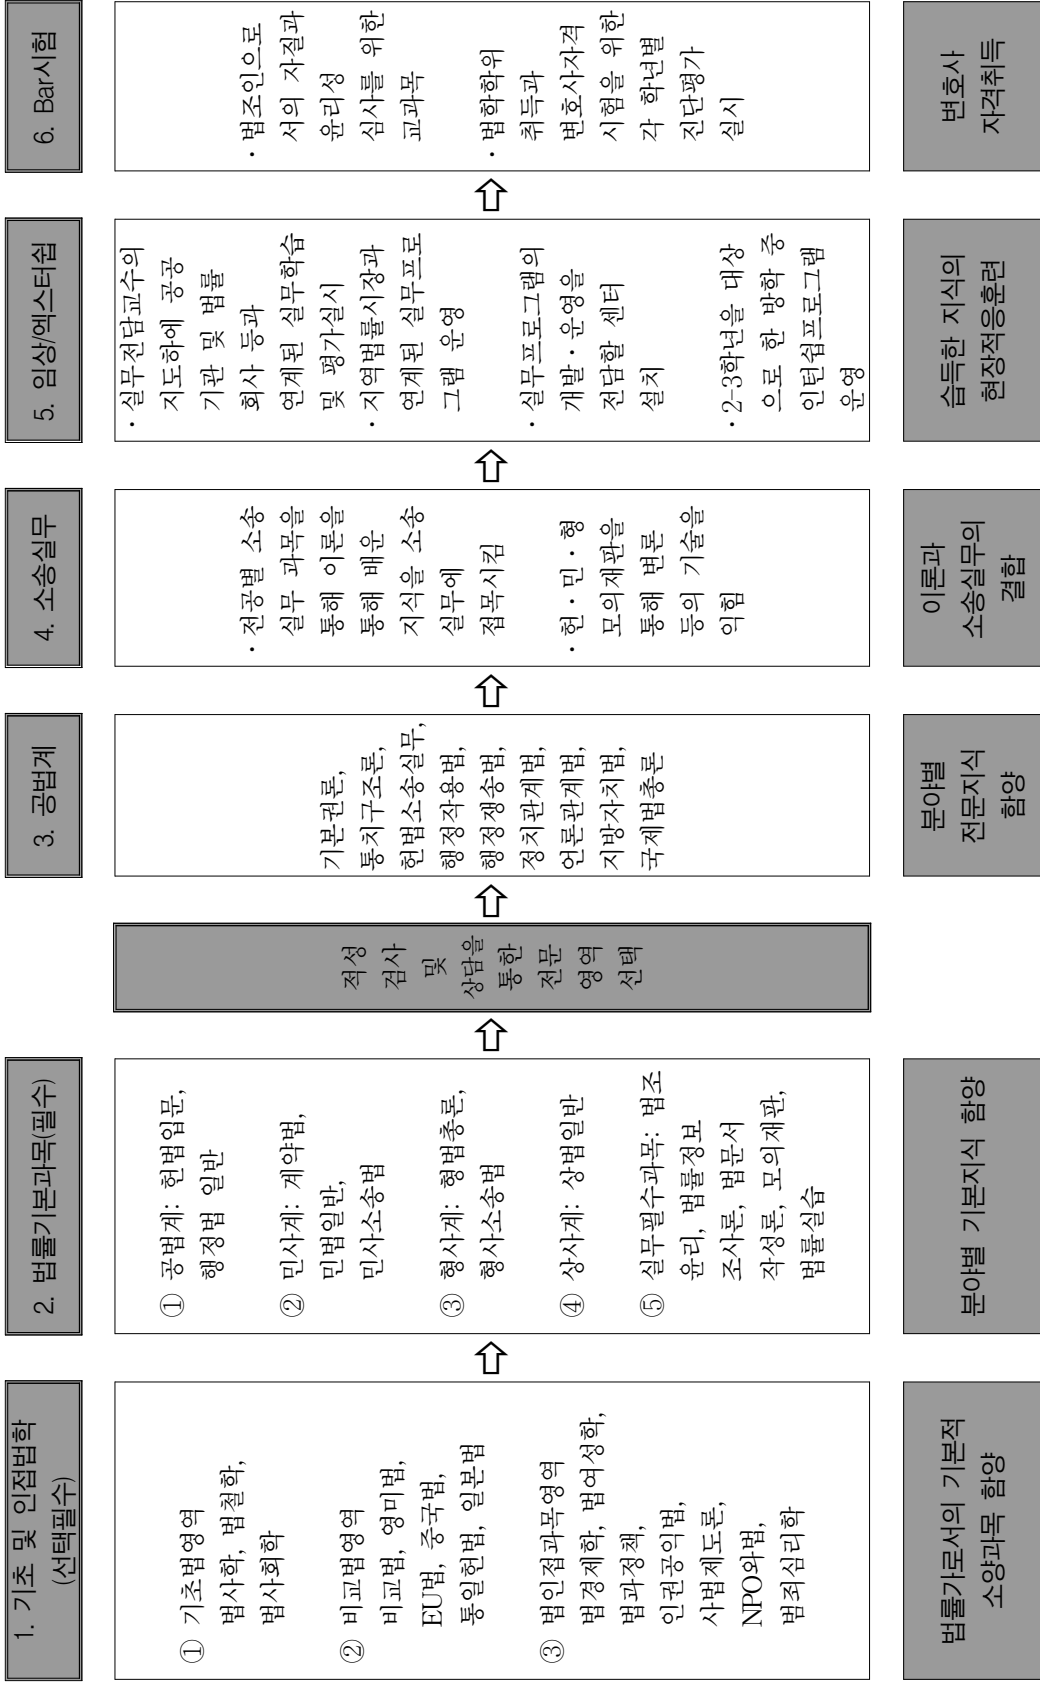 1. 기초 및 인접법학
(선택필수)
① 기초법영역
법사학, 법철학,
법사회학
② 비교법영역
비교법, 영미법,
EU법, 중국법,
통일헌법, 일본법
③ 법인접과목영역
법경제학, 법여성학,
법과정책,
인권공익법,
사법제도론,
NPO와법,
범죄심리학
법률가로서의 기본적
소양과목 함양
2. 법률기본과목(필수)
① 공법계: 헌법입문,
행정법 일반
② 민사계: 계약법,
민법일반,
민사소송법
③ 형사계: 형법총론,
형사소송법
④ 상사계: 상법일반
⑤ 실무필수과목: 법조
윤리, 법률정보
조사론, 법문서
작성론, 모의재판,
법률실습
분야별 기본지식 함양
적성
검사
및
상담을
통한
전문
영역
선택
3. 공법계
기본권론,
통치구조론,
헌법소송실무,
행정작용법,
행정쟁송법,
정치관계법,
언론관계법,
지방자치법,
국제법총론
분야별
전문지식
함양
4. 소송실무
· 전공별 소송
실무 과목을
통해 이론을
통해 배운
지식을 소송
실무에
접목시킴
· 헌·민·형
모의재판을
통해 변론
등의 기술을
익힘
이론과
소송실무의
결합
5. 임상/엑스터쉽
· 실무전담교수의
지도하에 공공
기관 및 법률
회사 등과
연계된 실무학습
및 평가실시
· 지역법률시장과
연계된 실무프로
그램 운영
· 실무프로그램의
개발·운영을
전담할 센터
설치
· 2-3학년을 대상
으로 한 방학 중
인턴쉽프로그램
운영
습득한 지식의
현장적응훈련
6. Bar시험
· 법조인으로
서의 자질과
윤리성
심사를 위한
교과목
· 법학학위
취득과
변호사자격
시험을 위한
각 학년별
진단평가
실시
변호사
자격취득